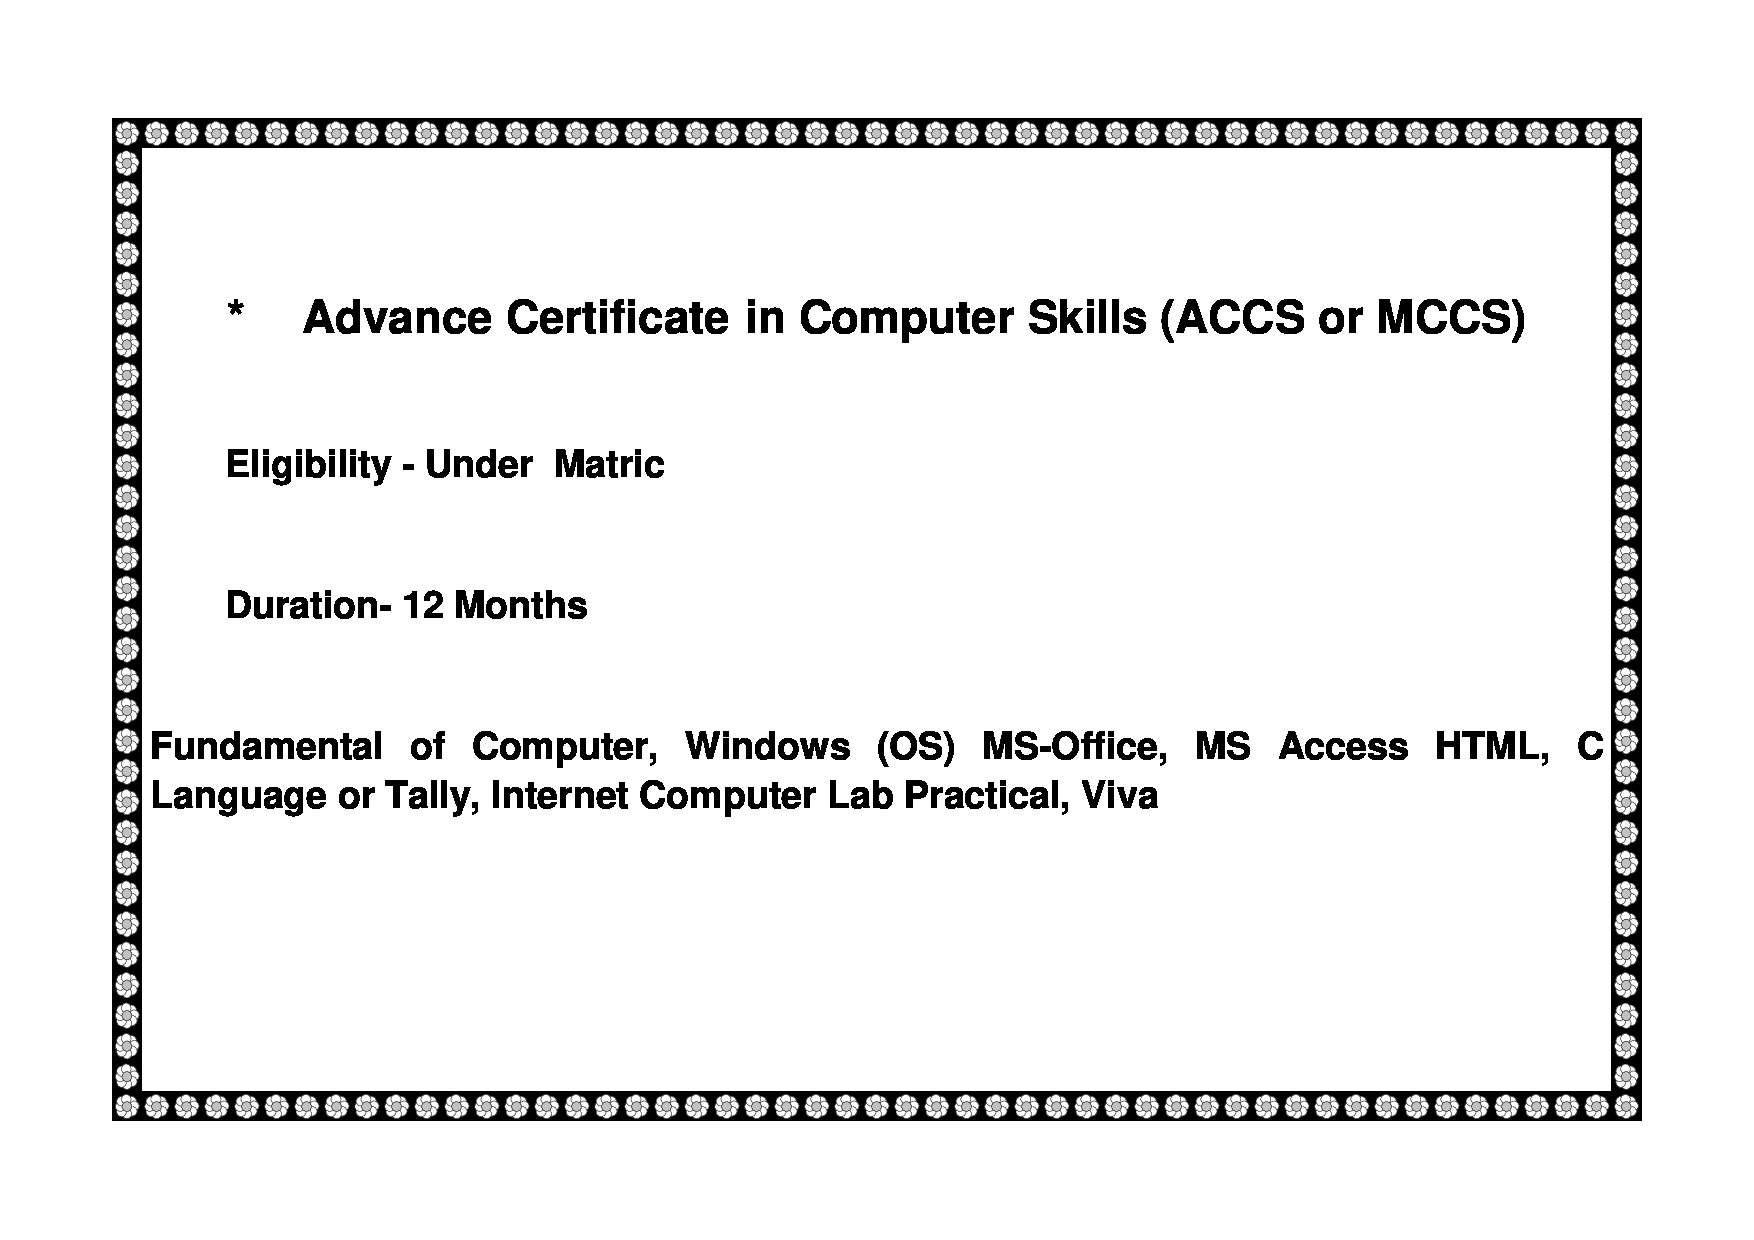 * Advance Certificate in Computer Skills (ACCS or MCCS)
Eligibility - Under  Matric
Duration- 12 Months
Fundamental of Computer, Windows (OS) MS-Office, MS Access HTML, C
Language or Tally, Internet Computer Lab Practical, Viva